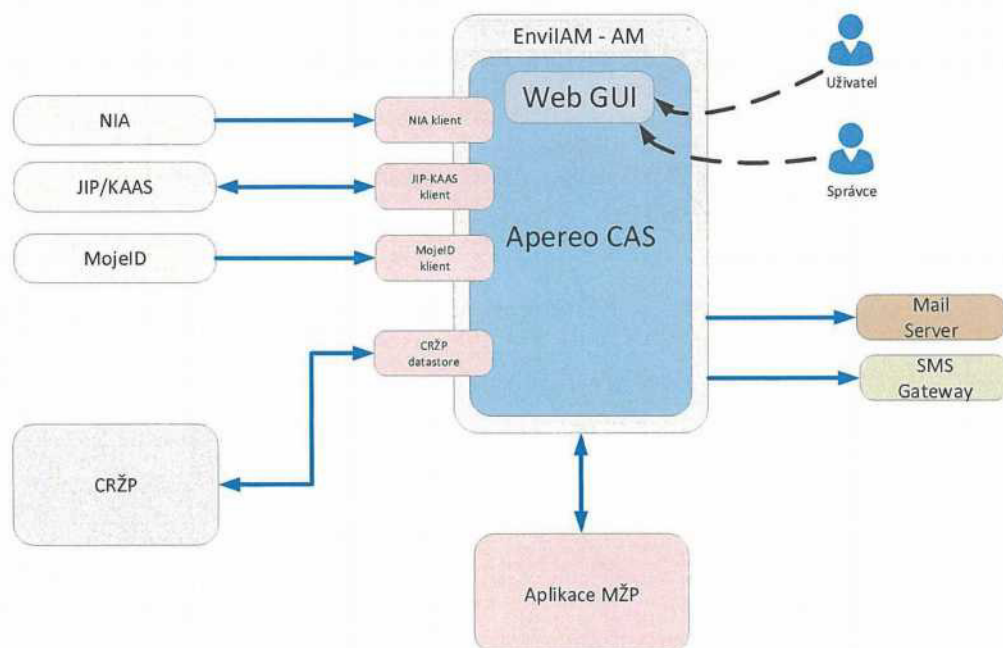 EnviIAM - AM
Web GUI
Uživatel
Správce
Apereo CAS
NIA
NIA klient
JIP/KAAS
JIP-KAAS
klient
MojeID
MojeID
klient
CRŽP
datastore
Mail
Server
SMS
Gateway
CRŽP
Aplikace MŽP